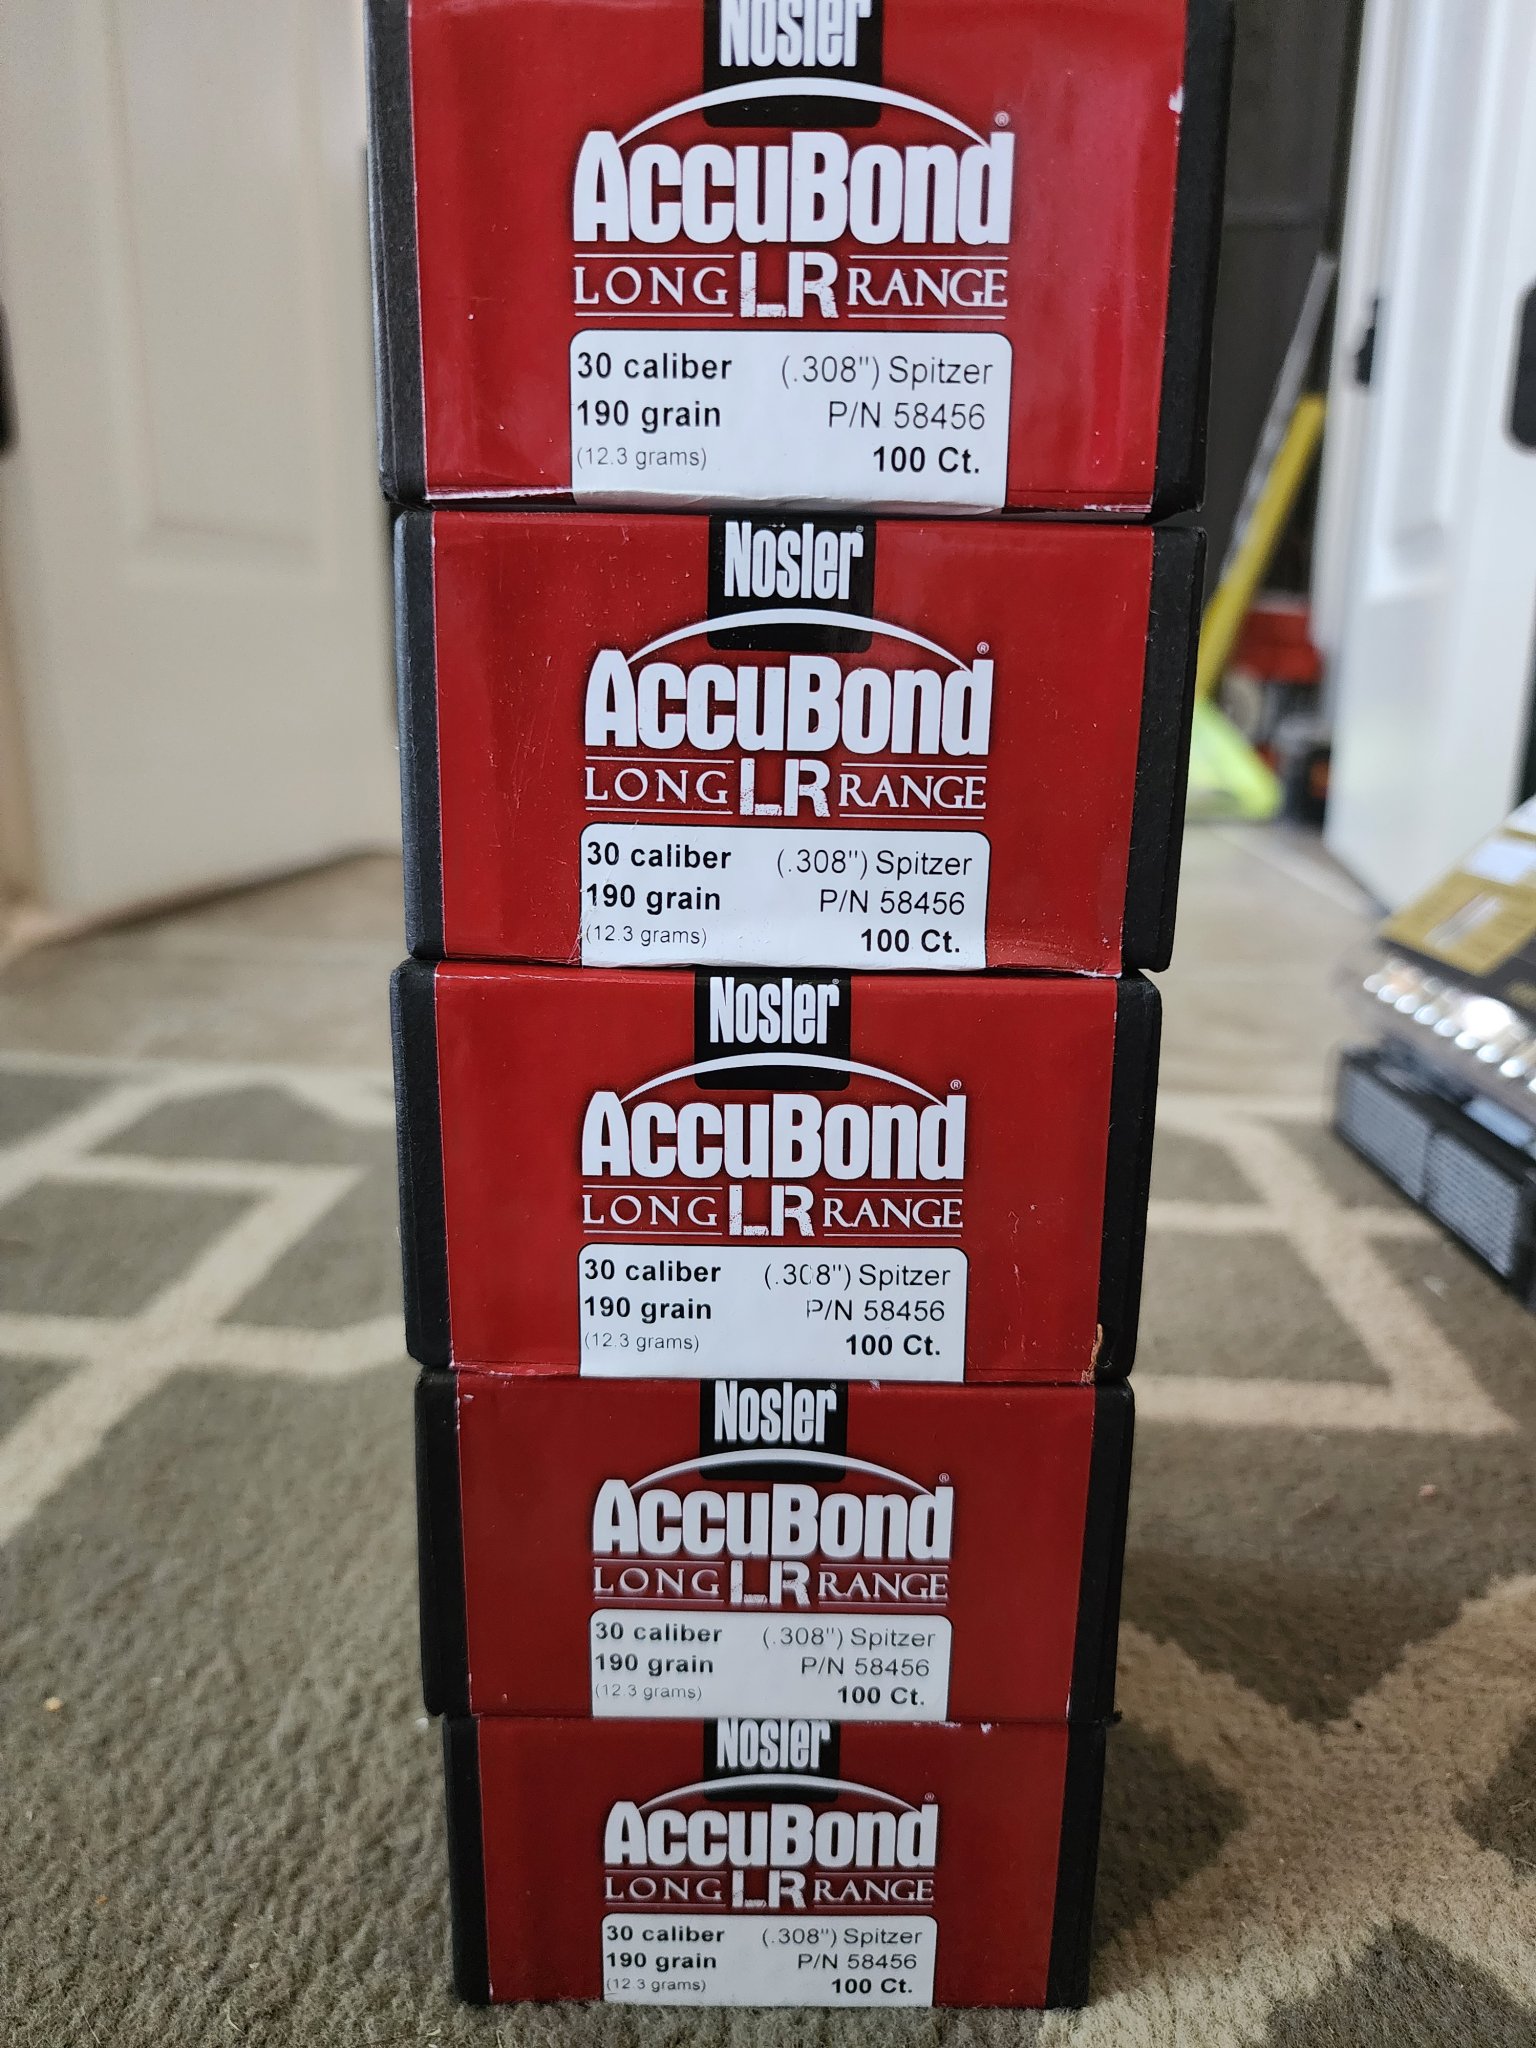 Nosler
AccuBond®
LONG LR RANGE
30 caliber (.308") Spitzer
190 grain P/N 58456
(12.3 grams) 100 Ct.
Nosler®
AccuBond®
LONG LR RANGE
30 caliber (.308") Spitzer
190 grain P/N 58456
(12.3 grams) 100 Ct.
Nosler®
AccuBond®
LONG LR RANGE
30 caliber (.308") Spitzer
190 grain P/N 58456
(12.3 grams) 100 Ct.
Nosler®
AccuBond®
LONG LR RANGE
30 caliber (.308") Spitzer
190 grain P/N 58456
(12.3 grams) 100 Ct.
Nosler
AccuBond®
LONG LR RANGE
30 caliber (.308") Spitzer
190 grain P/N 58456
(12.3 grams) 100 Ct.